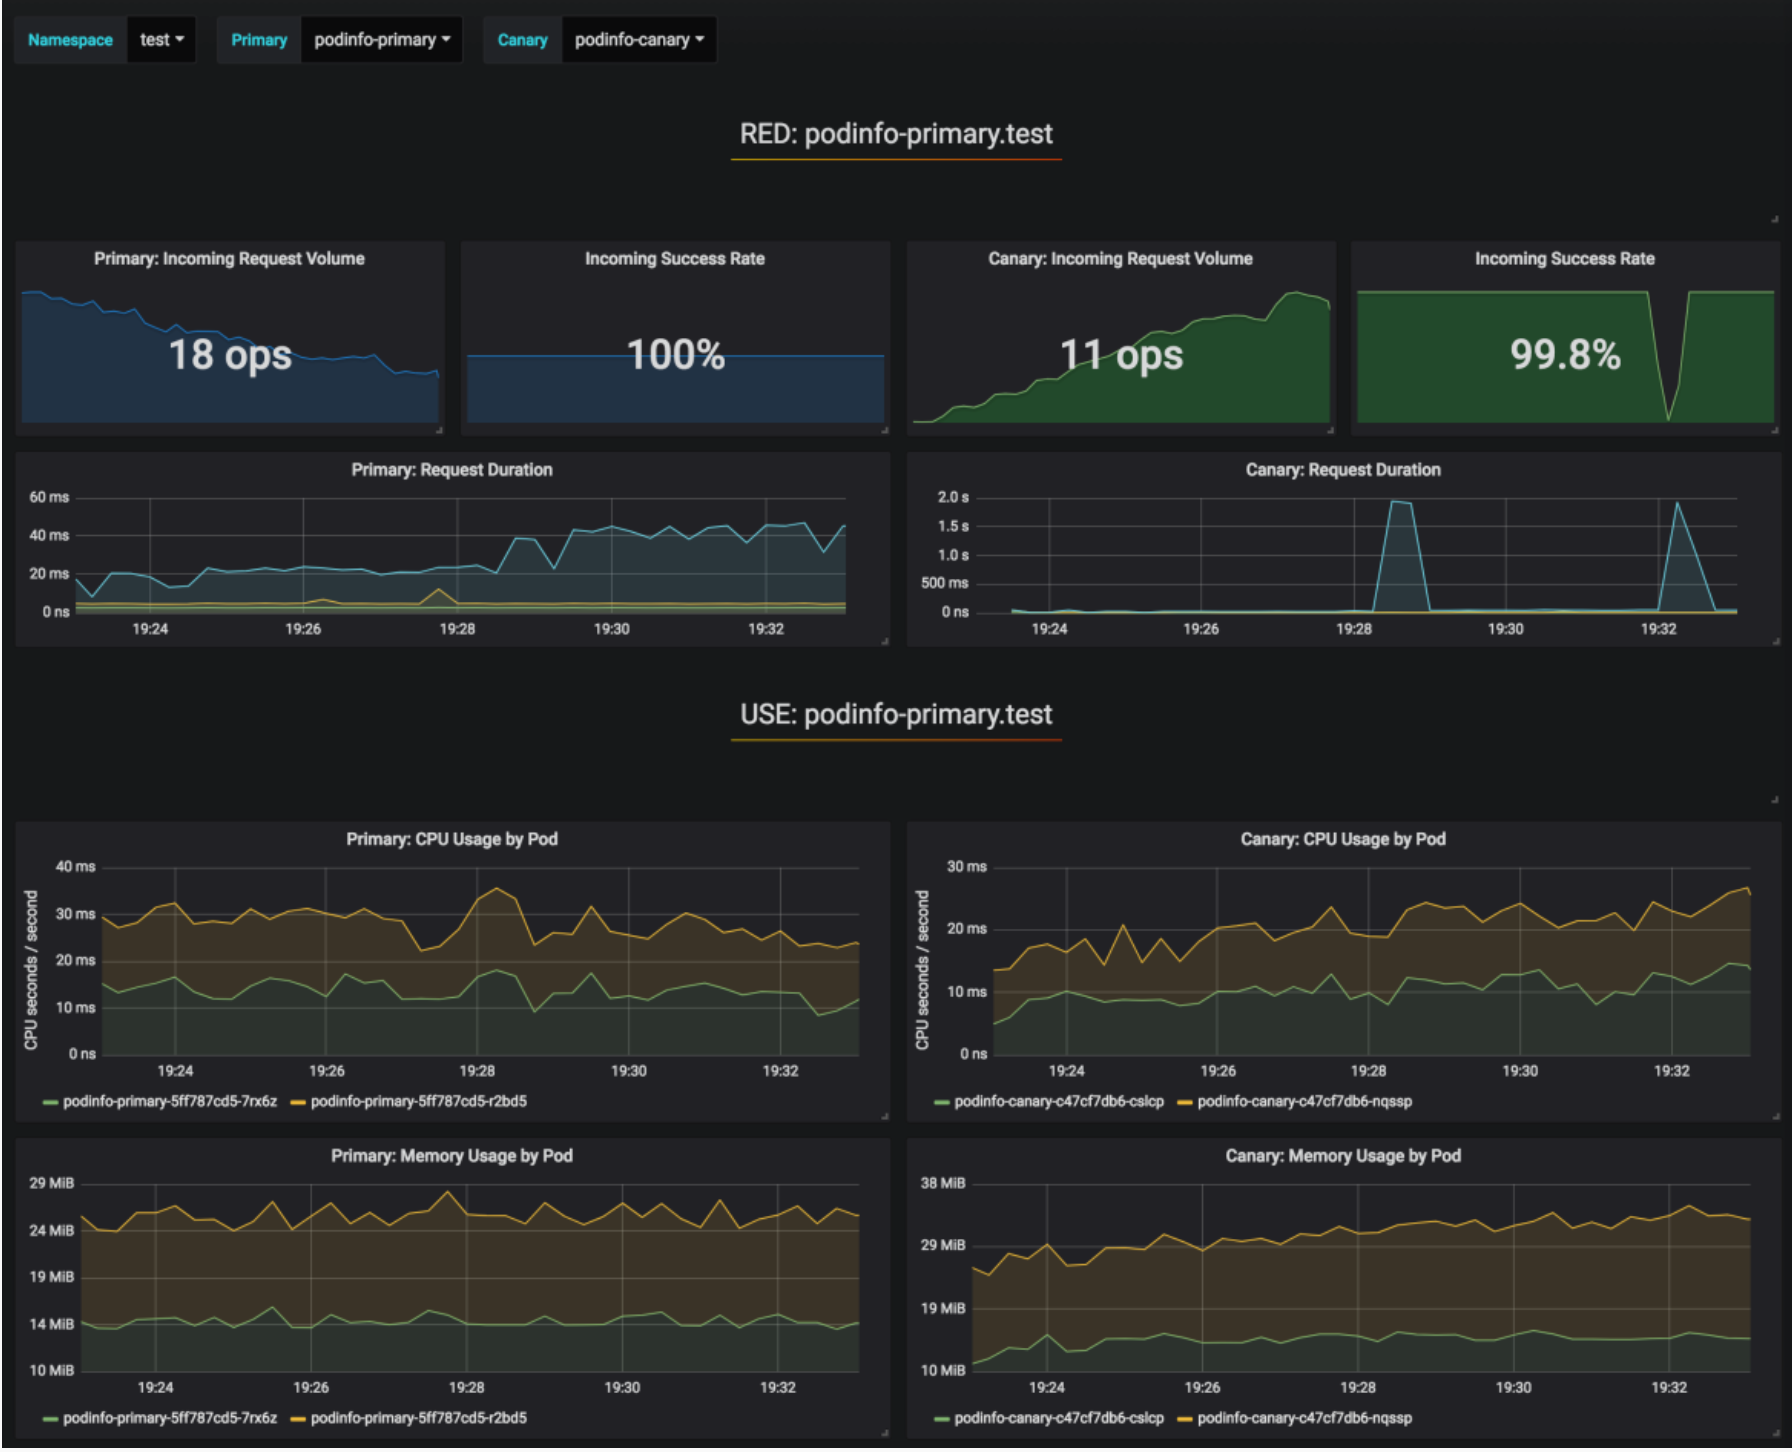 Namespace test Primary podinfo-primary Canary podinfo-canary
RED: podinfo-primary.test
Primary: Incoming Request Volume
18 ops
Incoming Success Rate
100%
Canary: Incoming Request Volume
11 ops
Incoming Success Rate
99.8%
Primary: Request Duration
60 ms
40 ms
20 ms
0 ns
19:24 19:26 19:28 19:30 19:32
Canary: Request Duration
2.0 s
1.5 s
1.0 s
500 ms
0 ns
19:24 19:26 19:28 19:30 19:32
USE: podinfo-primary.test
Primary: CPU Usage by Pod
CPU seconds / second
40 ms
30 ms
20 ms
10 ms
0 ns
19:24 19:26 19:28 19:30 19:32
podinfo-primary-5ff787cd5-7rx6z podinfo-primary-5ff787cd5-r2bd5
Canary: CPU Usage by Pod
CPU seconds / second
30 ms
20 ms
10 ms
0 ns
19:24 19:26 19:28 19:30 19:32
podinfo-canary-c47cf7db6-cslcp podinfo-canary-c47cf7db6-nqssp
Primary: Memory Usage by Pod
29 MiB
24 MiB
19 MiB
14 MiB
10 MiB
19:24 19:26 19:28 19:30 19:32
podinfo-primary-5ff787cd5-7rx6z podinfo-primary-5ff787cd5-r2bd5
Canary: Memory Usage by Pod
38 MiB
29 MiB
19 MiB
10 MiB
19:24 19:26 19:28 19:30 19:32
podinfo-canary-c47cf7db6-cslcp podinfo-canary-c47cf7db6-nqssp